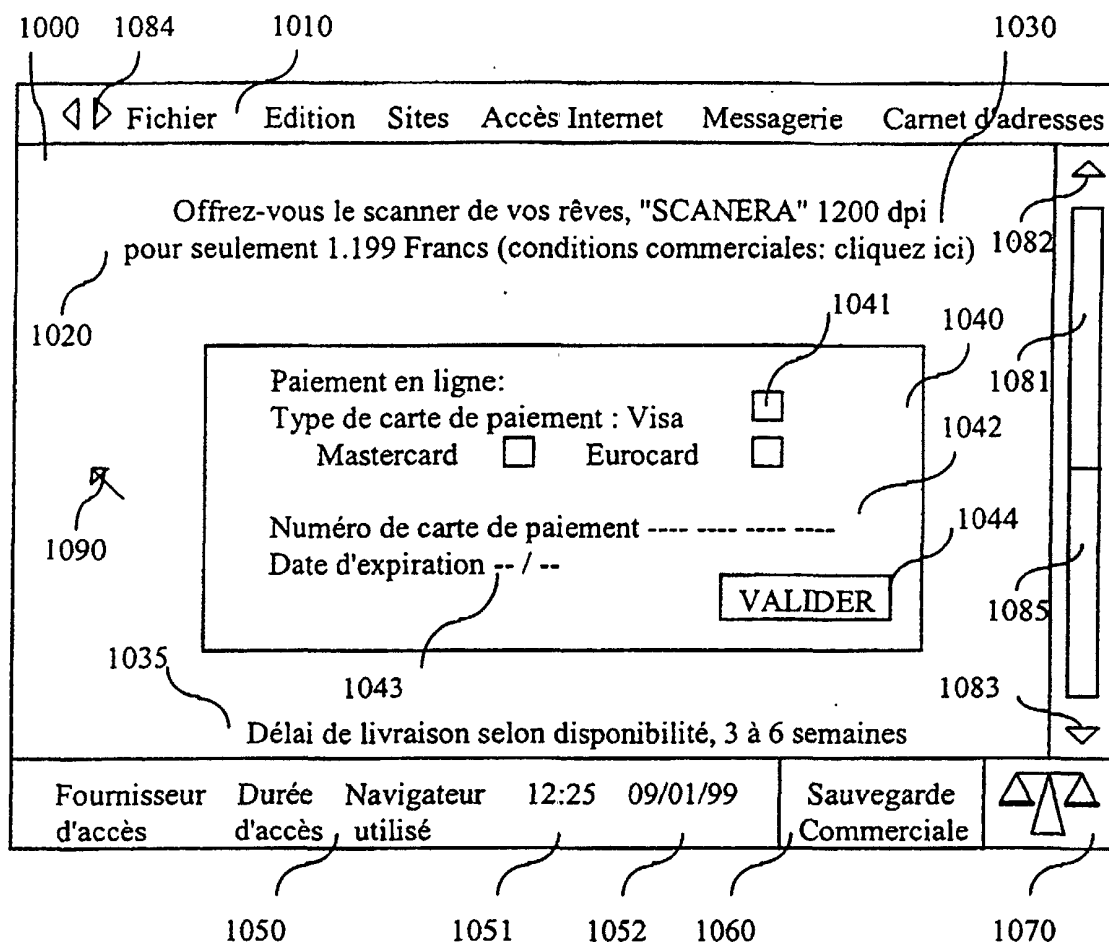 1000 1084 1010 1030
Fichier Edition Sites Accès Internet Messagerie Carnet d'adresses
Offrez-vous le scanner de vos rêves, "SCANERA" 1200 dpi
1082
pour seulement 1.199 Francs (conditions commerciales: cliquez ici)
1020
1041
1040
1081
Paiement en ligne:
Type de carte de paiement : Visa
1042
Mastercard Eurocard
1044
Numéro de carte de paiement ---- ---- ---- ----
1090
Date d'expiration -- / --
VALIDER
1085
1035
1043
1083
Délai de livraison selon disponibilité, 3 à 6 semaines
Fournisseur Durée Navigateur 12:25 09/01/99 Sauvegarde
d'accès d'accès utilisé Commerciale
1050 1051 1052 1060 1070